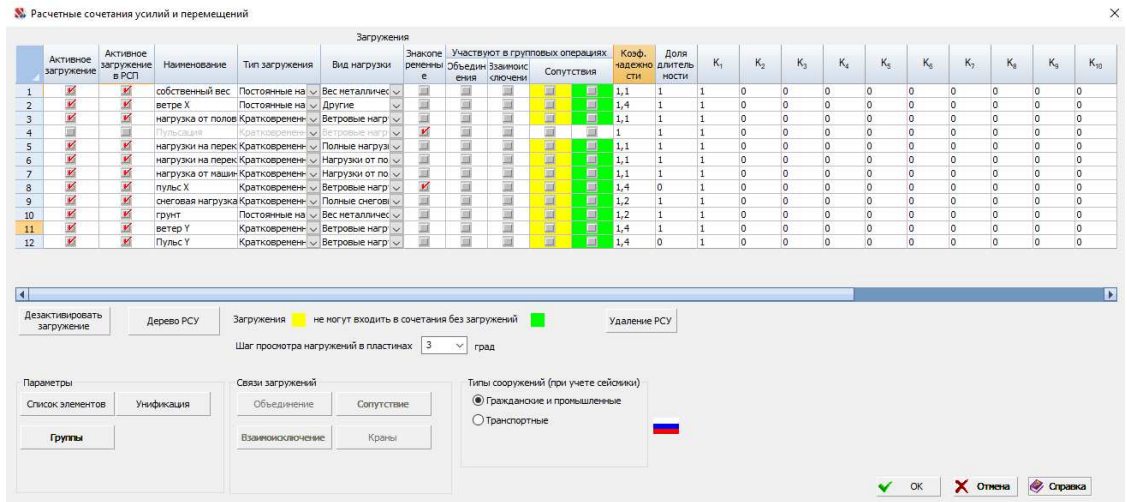 Расчетные сочетания усилий и перемещений
Загружения
Активное загружение Активное загружение в РСП Наименование Тип загружения Вид нагрузки Знакопеременные Участвуют в групповых операциях Объединения Взаимоисключени Сопутствия Коэф. надежности Доля длительности K1 K2 K3 K4 K5 K6 K7 K8 K9 K10
1 собственный вес Постоянные на Вес металличес 1,1 1 1 0 0 0 0 0 0 0 0 0
2 ветре X Постоянные на Другие 1,4 1 1 0 0 0 0 0 0 0 0 0
3 нагрузка от полов Кратковременн Ветровые нагр 1,1 1 1 0 0 0 0 0 0 0 0 0
4 Пульсация Кратковременн Ветровые нагр 1 1 1 0 0 0 0 0 0 0 0 0
5 нагрузки на перек Кратковременн Полные нагруз 1,1 1 1 0 0 0 0 0 0 0 0 0
6 нагрузки на перек Кратковременн Нагрузки от по 1,1 1 1 0 0 0 0 0 0 0 0 0
7 нагрузка от машин Кратковременн Нагрузки от по 1,1 1 1 0 0 0 0 0 0 0 0 0
8 пульс X Кратковременн Ветровые нагр 1,4 0 1 0 0 0 0 0 0 0 0 0
9 снеговая нагрузка Кратковременн Полные снегов 1,2 1 1 0 0 0 0 0 0 0 0 0
10 грунт Постоянные на Вес металличес 1,2 1 1 0 0 0 0 0 0 0 0 0
11 ветер Y Кратковременн Ветровые нагр 1,4 1 1 0 0 0 0 0 0 0 0 0
12 Пульс Y Кратковременн Ветровые нагр 1,4 0 1 0 0 0 0 0 0 0 0 0
Дезактивировать загружение Дерево РСУ Загружения не могут входить в сочетания без загружений Удаление РСУ
Шаг просмотра нагружений в пластинах 3 град
Параметры Связи загружений Типы сооружений (при учете сейсмики)
Список элементов Унификация Объединение Сопутствие Гражданские и промышленные
Транспортные
Группы Взаимоисключение Краны
OK Отмена Справка